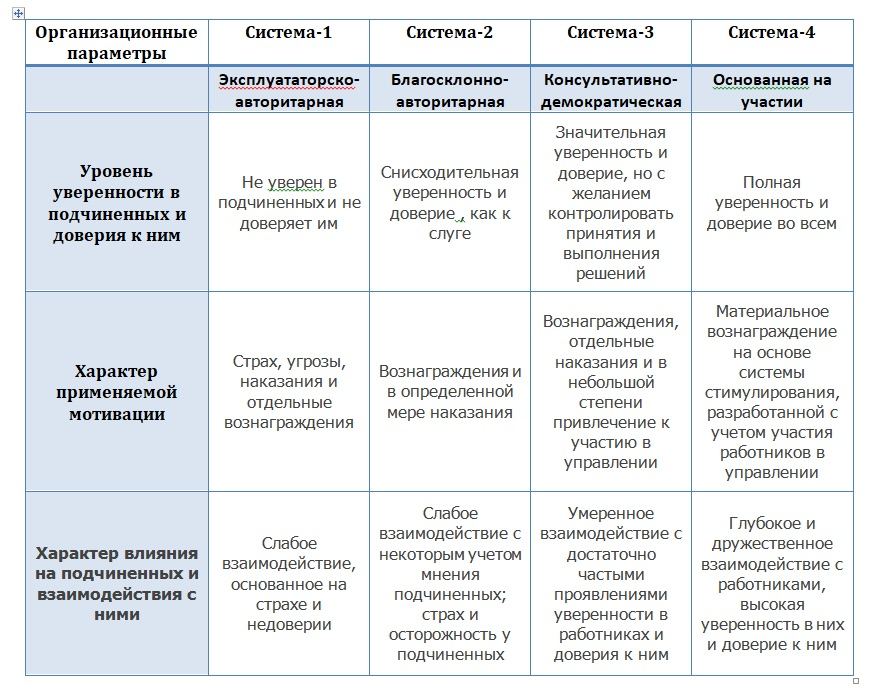 Организационные
параметры
Система-1
Система-2
Система-3
Система-4
Эксплуататорско-
авторитарная
Благосклонно-
авторитарная
Консультативно-
демократическая
Основанная на
участии
Уровень
уверенности в
подчиненных и
доверия к ним
Не уверен в
подчиненных и не
доверяет им
Снисходительная
уверенность и
доверие , как к
слуге
Значительная
уверенность и
доверие, но с
желанием
контролировать
принятия и
выполнения
решений
Полная
уверенность и
доверие во всем
Характер
применяемой
мотивации
Страх, угрозы,
наказания и
отдельные
вознаграждения
Вознаграждения и
в определенной
мере наказания
Вознаграждения,
отдельные
наказания и в
небольшой
степени
привлечение к
участию в
управлении
Материальное
вознаграждение
на основе
системы
стимулирования,
разработанной с
учетом участия
работников в
управлении
Характер влияния
на подчиненных и
взаимодействия с
ними
Слабое
взаимодействие,
основанное на
страхе и
недоверии
Слабое
взаимодействие с
некоторым учетом
мнения
подчиненных;
страх и
осторожность у
подчиненных
Умеренное
взаимодействие с
достаточно
частыми
проявлениями
уверенности в
работниках и
доверия к ним
Глубокое и
дружественное
взаимодействие с
работниками,
высокая
уверенность в них
и доверие к ним